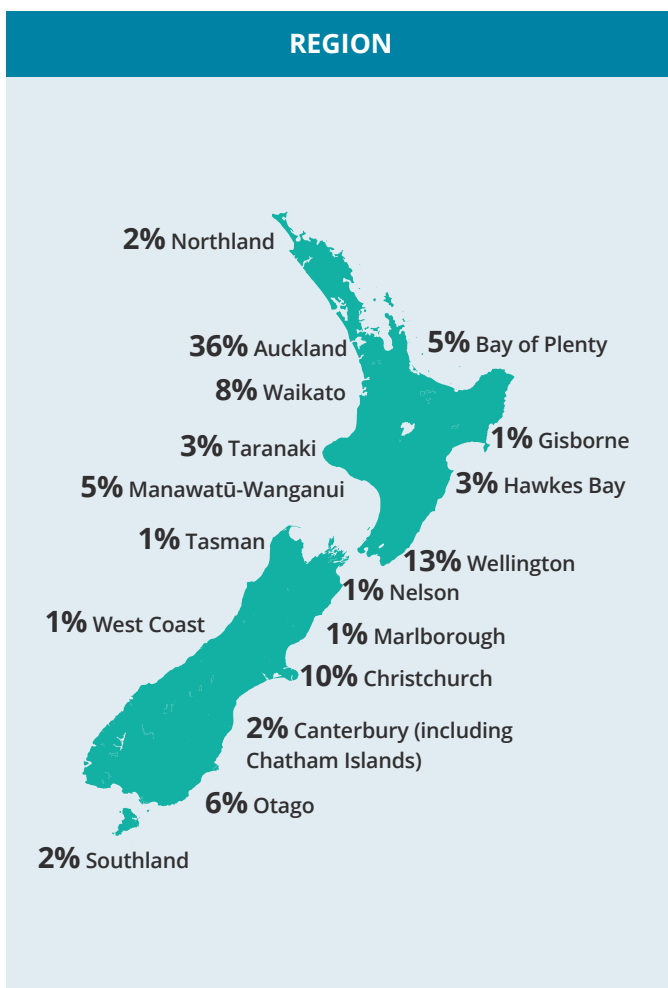 REGION
2% Northland
36% Auckland
5% Bay of Plenty
8% Waikato
1% Gisborne
3% Taranaki
3% Hawkes Bay
5% Manawatū-Wanganui
1% Tasman
13% Wellington
1% Nelson
1% West Coast
1% Marlborough
10% Christchurch
2% Canterbury (including
Chatham Islands)
6% Otago
2% Southland